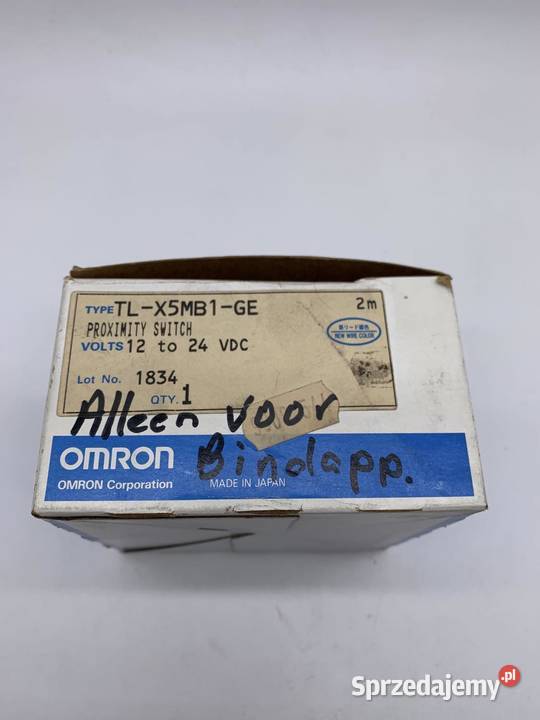 TYPE TL-X5MB1-GE 2m
PROXIMITY SWITCH
VOLTS 12 to 24 VDC
NEW WIRE COLOR
Lot No. 1834
QTY. 1
Alleen voor
OMRON Bindapp.
OMRON Corporation MADE IN JAPAN
Sprzedajemy.pl